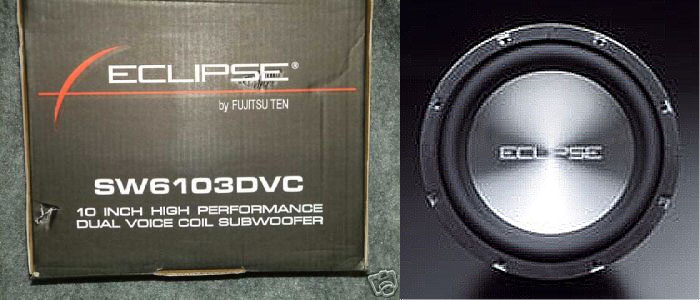 ECLIPSE®
by FUJITSU TEN
SW6103DVC
10 INCH HIGH PERFORMANCE
DUAL VOICE COIL SUBWOOFER
ECLIPSE